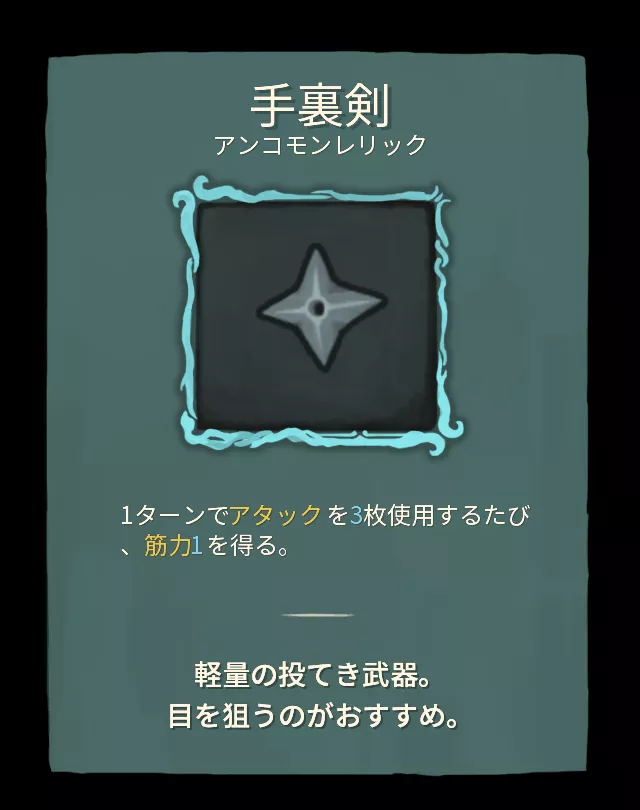 手裏剣
アンコモンレリック
1ターンでアタックを3枚使用するたび
、筋力1を得る。
軽量の投てき武器。
目を狙うのがおすすめ。